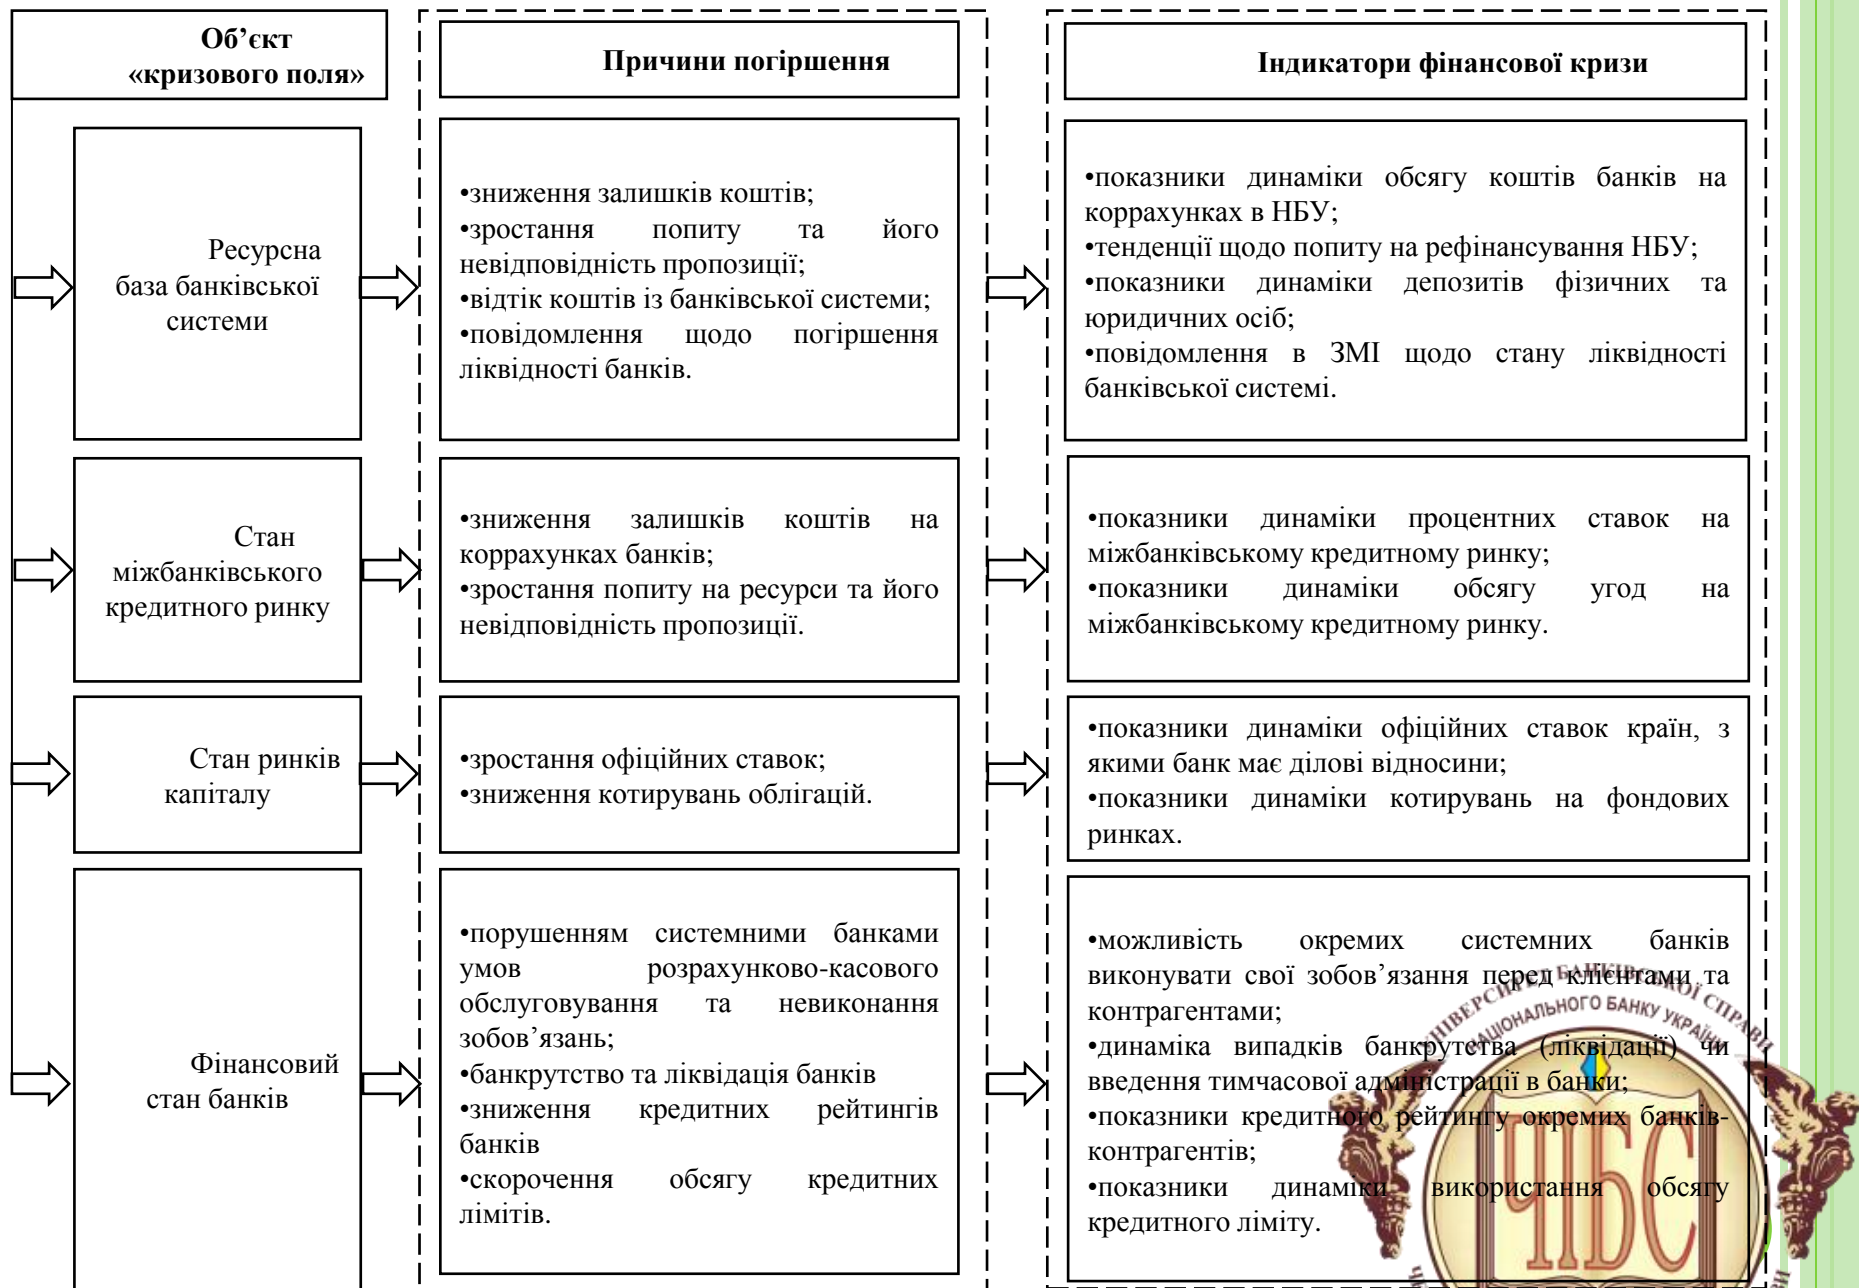 Об’єкт
«кризового поля»
Причини погіршення
Індикатори фінансової кризи
Ресурсна
база банківської
системи
•зниження залишків коштів;
•зростання попиту та його
невідповідність пропозиції;
•відтік коштів із банківської системи;
•повідомлення щодо погіршення
ліквідності банків.
•показники динаміки обсягу коштів банків на
коррахунках в НБУ;
•тенденції щодо попиту на рефінансування НБУ;
•показники динаміки депозитів фізичних та
юридичних осіб;
•повідомлення в ЗМІ щодо стану ліквідності
банківської системі.
Стан
міжбанківського
кредитного ринку
•зниження залишків коштів на
коррахунках банків;
•зростання попиту на ресурси та його
невідповідність пропозиції.
•показники динаміки процентних ставок на
міжбанківському кредитному ринку;
•показники динаміки обсягу угод на
міжбанківському кредитному ринку.
Стан ринків
капіталу
•зростання офіційних ставок;
•зниження котирувань облігацій.
•показники динаміки офіційних ставок країн, з
якими банк має ділові відносини;
•показники динаміки котирувань на фондових
ринках.
Фінансовий
стан банків
•порушенням системними банками
умов розрахунково-касового
обслуговування та невиконання
зобов’язань;
•банкрутство та ліквідація банків
•зниження кредитних рейтингів
банків
•скорочення обсягу кредитних
лімітів.
•можливість окремих системних банків
виконувати свої зобов’язання перед клієнтами та
контрагентами;
•динаміка випадків банкрутства (ліквідації) чи
введення тимчасової адміністрації в банки;
•показники кредитного рейтингу окремих банків-
контрагентів;
•показники динаміки використання обсягу
кредитного ліміту.
УНІВЕРСИТЕТ БАНКІВСЬКОЇ СПРАВИ
НАЦІОНАЛЬНОГО БАНКУ УКРАЇНИ
ЧІБС